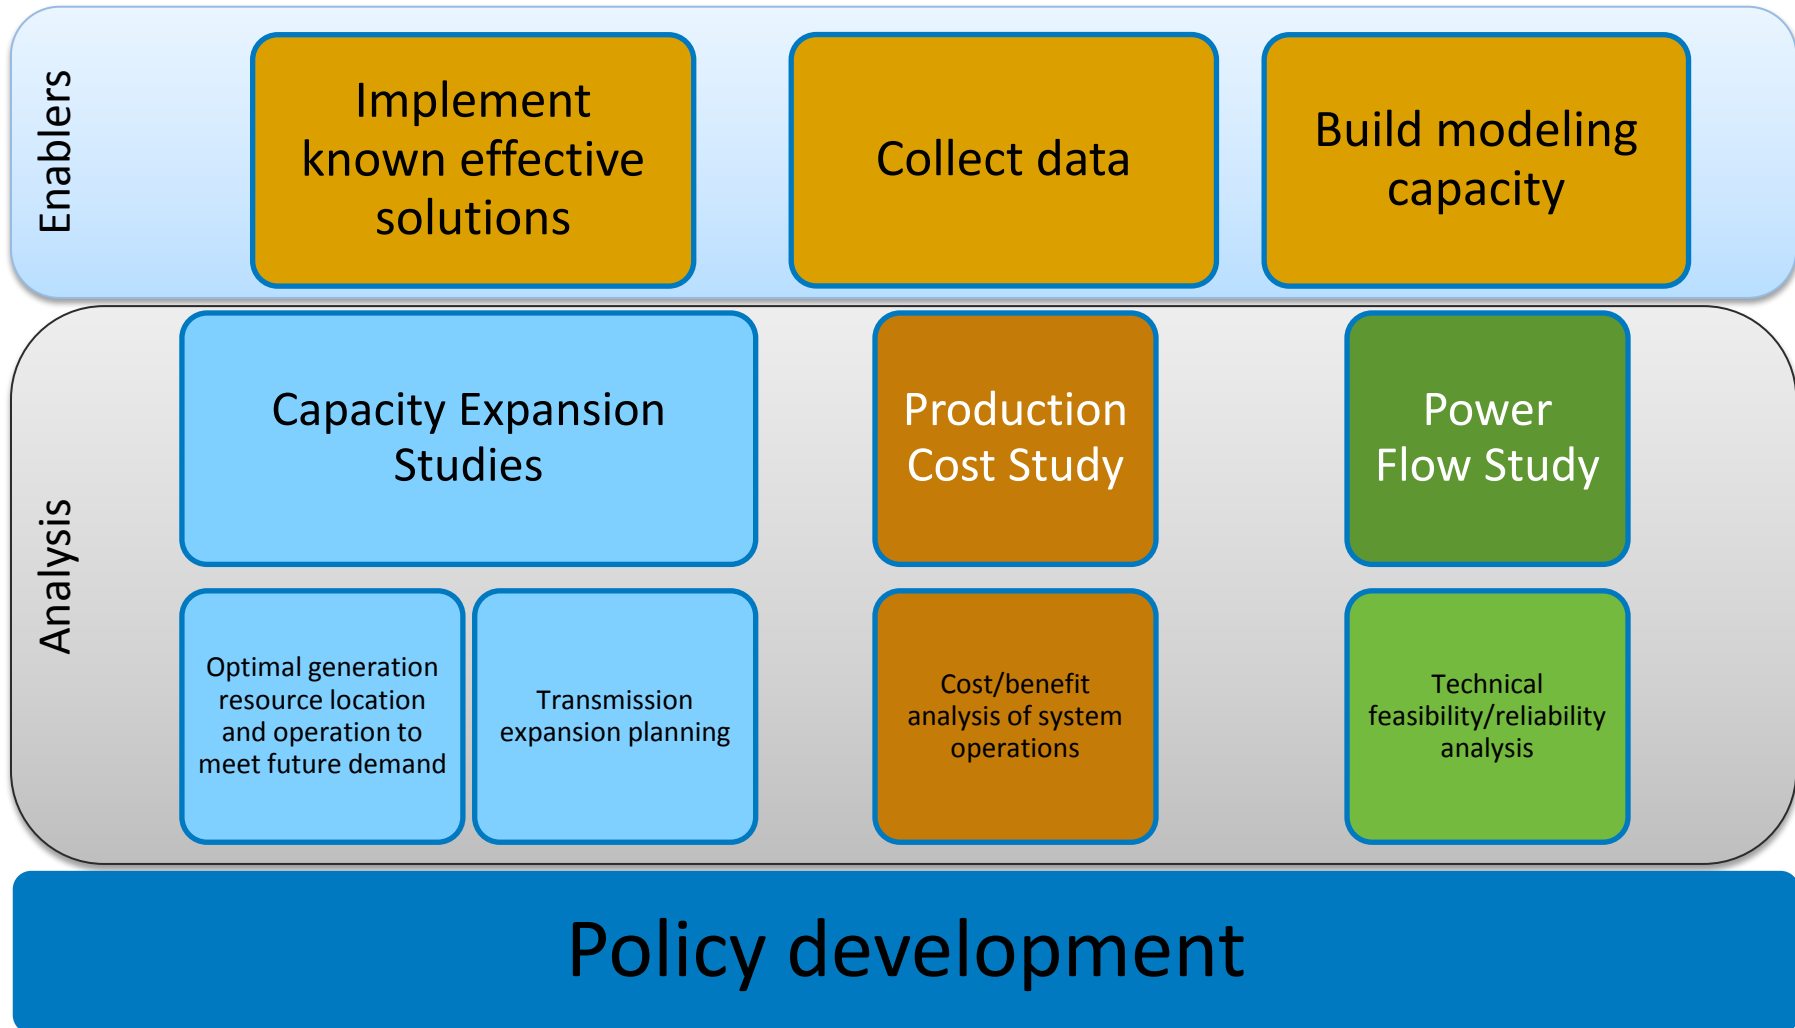 Enablers
Implement
known effective
solutions
Collect data
Build modeling
capacity
Analysis
Capacity Expansion
Studies
Production
Cost Study
Power
Flow Study
Optimal generation
resource location
and operation to
meet future demand
Transmission
expansion planning
Cost/benefit
analysis of system
operations
Technical
feasibility/reliability
analysis
Policy development